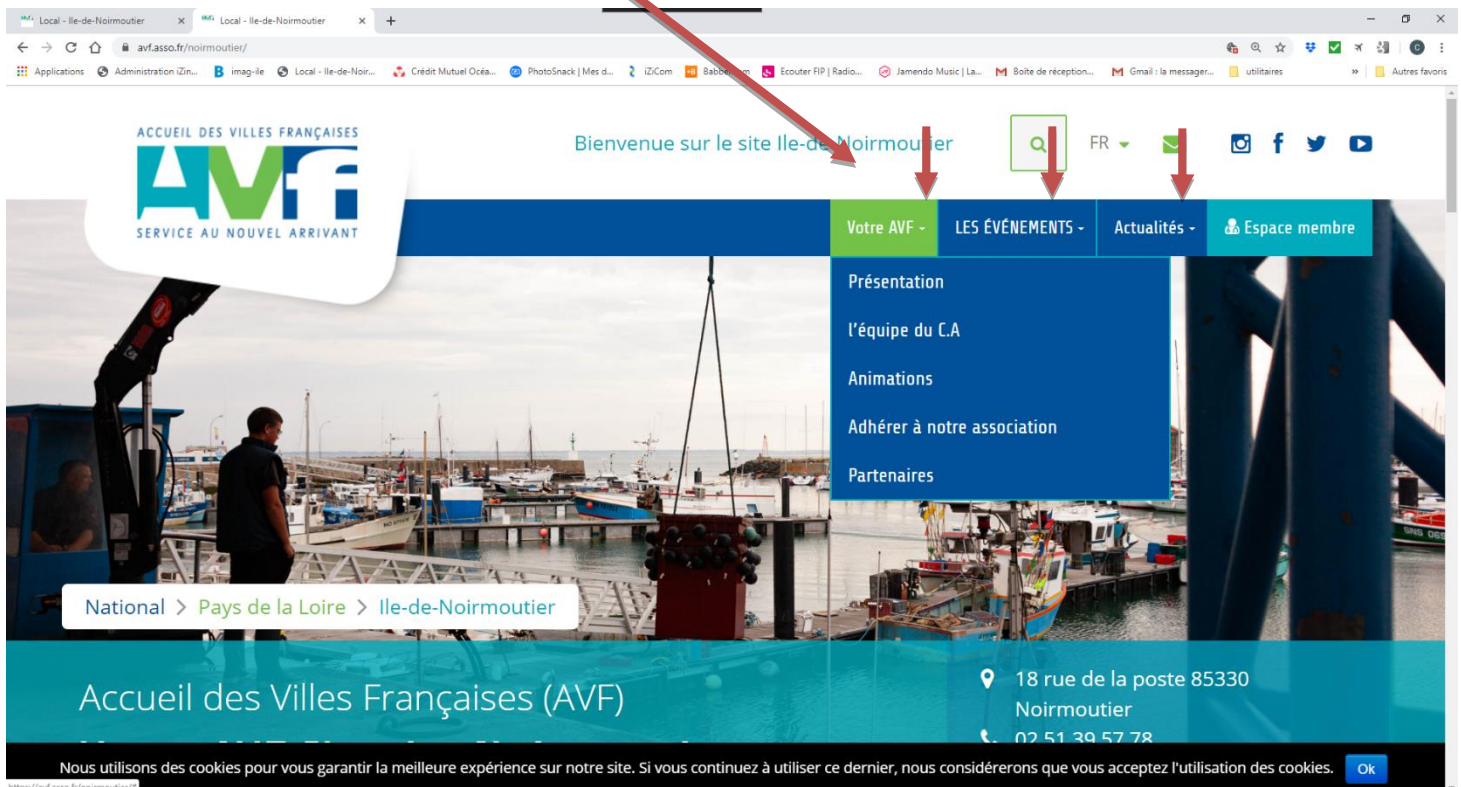 Local - Ile-de-Noirmoutier
Local - Ile-de-Noirmoutier
avf.asso.fr/noirmoutier/
Applications
Administration iZin...
imag-ile
Local - Ile-de-Noir...
Crédit Mutuel Océa...
PhotoSnack | Mes d...
iZiCom
Ecouter FIP | Radio...
Jamendo Music | La...
Boîte de réception...
Gmail : la messager...
utilitaires
Autres favoris
ACCUEIL DES VILLES FRANÇAISES
AVf
SERVICE AU NOUVEL ARRIVANT
Bienvenue sur le site Ile-de-Noirmoutier
FR
Votre AVF
LES ÉVÉNEMENTS
Actualités
Espace membre
Présentation
l'équipe du C.A
Animations
Adhérer à notre association
Partenaires
National > Pays de la Loire > Ile-de-Noirmoutier
Accueil des Villes Françaises (AVF)
18 rue de la poste 85330
Noirmoutier
02 51 39 57 78
Nous utilisons des cookies pour vous garantir la meilleure expérience sur notre site. Si vous continuez à utiliser ce dernier, nous considérerons que vous acceptez l'utilisation des cookies.
Ok